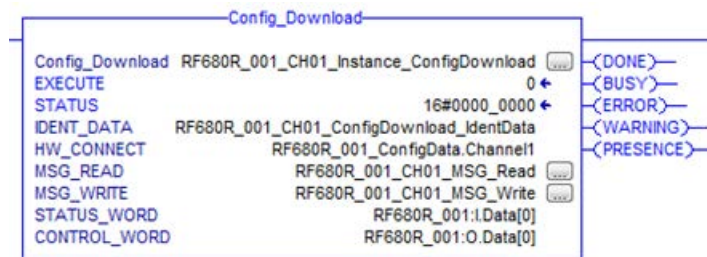 Config_Download
Config_Download RF680R_001_CH01_Instance_ConfigDownload ... (DONE)
EXECUTE 0 (BUSY)
STATUS 16#0000_0000 (ERROR)
IDENT_DATA RF680R_001_CH01_ConfigDownload_IdentData (WARNING)
HW_CONNECT RF680R_001_ConfigData.Channel1 (PRESENCE)
MSG_READ RF680R_001_CH01_MSG_Read ...
MSG_WRITE RF680R_001_CH01_MSG_Write ...
STATUS_WORD RF680R_001:I.Data[0]
CONTROL_WORD RF680R_001:O.Data[0]